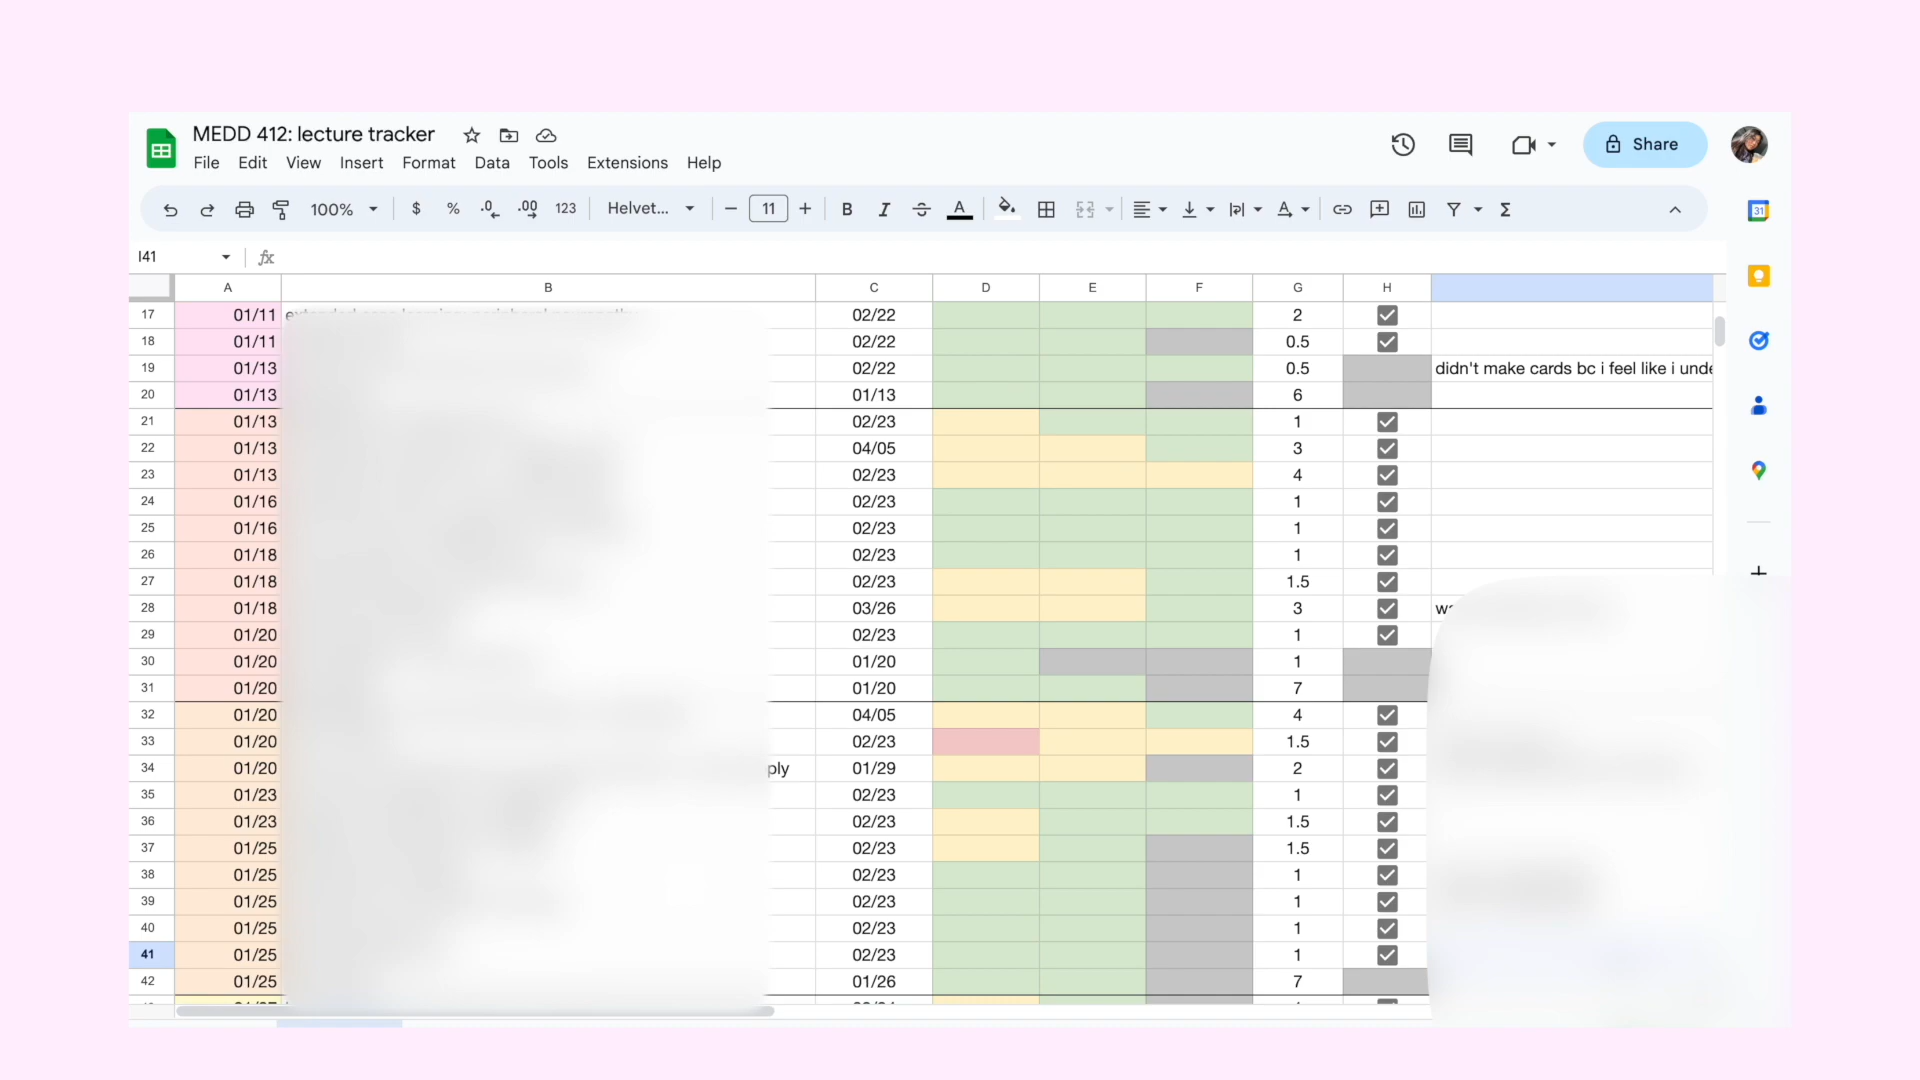 MEDD 412: lecture tracker
File Edit View Insert Format Data Tools Extensions Help
Share
100% $ % .0 .00 123 Helvet... 11 B I S A
31
I41 fx
A B C D E F G H
17 01/11 02/22 2
18 01/11 02/22 0.5
19 01/13 02/22 0.5 didn't make cards bc i feel like i unde
20 01/13 01/13 6
21 01/13 02/23 1
22 01/13 04/05 3
23 01/13 02/23 4
24 01/16 02/23 1
25 01/16 02/23 1
26 01/18 02/23 1
27 01/18 02/23 1.5
28 01/18 03/26 3
29 01/20 02/23 1
30 01/20 01/20 1
31 01/20 01/20 7
32 01/20 04/05 4
33 01/20 02/23 1.5
34 01/20 ply 01/29 2
35 01/23 02/23 1
36 01/23 02/23 1.5
37 01/25 02/23 1.5
38 01/25 02/23 1
39 01/25 02/23 1
40 01/25 02/23 1
41 01/25 02/23 1
42 01/25 01/26 7